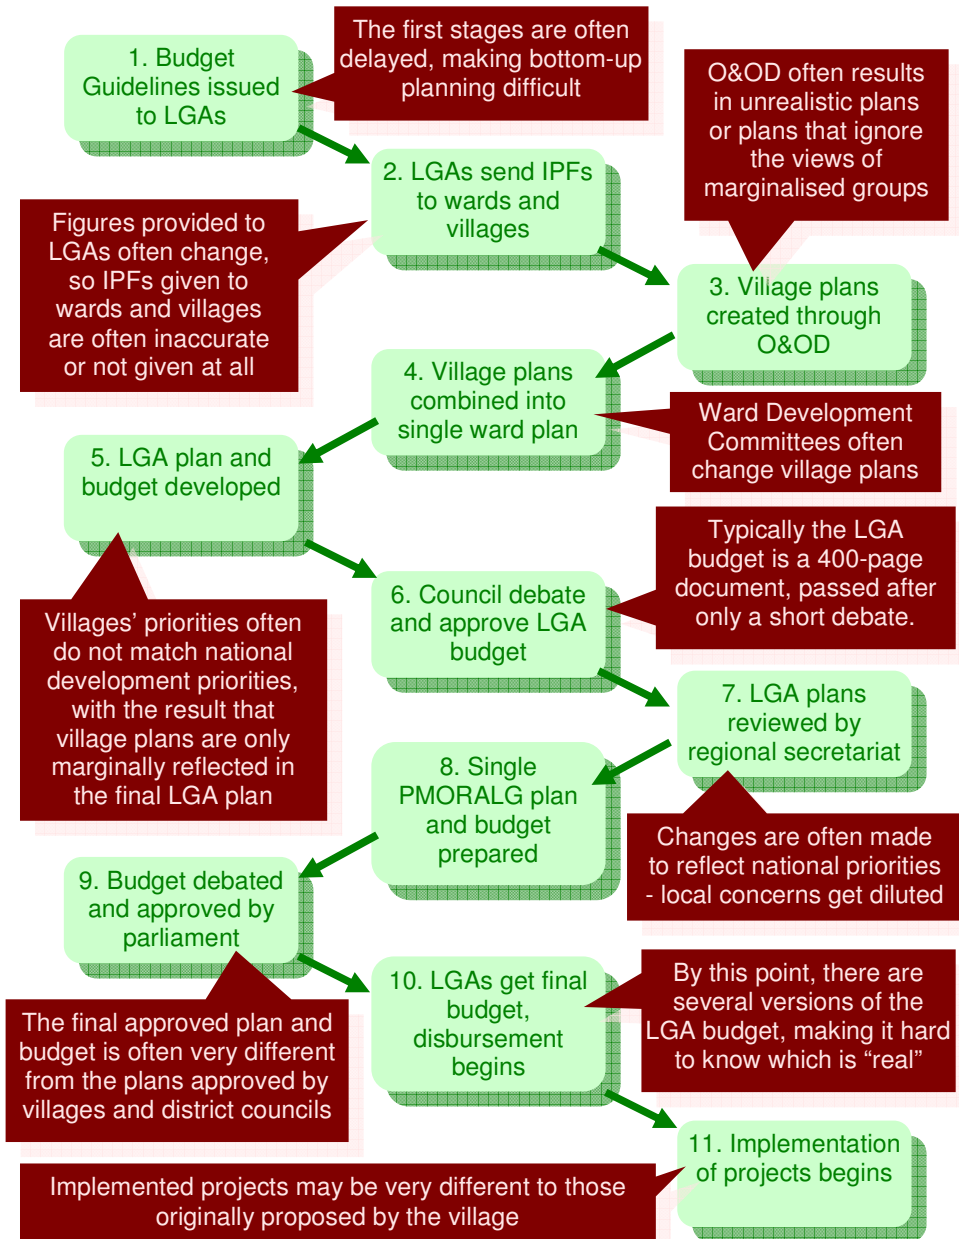 1. Budget
Guidelines issued
to LGAs
The first stages are often
delayed, making bottom-up
planning difficult
O&OD often results
in unrealistic plans
or plans that ignore
the views of
marginalised groups
2. LGAs send IPFs
to wards and
villages
Figures provided to
LGAs often change,
so IPFs given to
wards and villages
are often inaccurate
or not given at all
3. Village plans
created through
O&OD
4. Village plans
combined into
single ward plan
Ward Development
Committees often
change village plans
5. LGA plan and
budget developed
Typically the LGA
budget is a 400-page
document, passed after
only a short debate.
6. Council debate
and approve LGA
budget
Villages’ priorities often
do not match national
development priorities,
with the result that
village plans are only
marginally reflected in
the final LGA plan
7. LGA plans
reviewed by
regional secretariat
8. Single
PMORALG plan
and budget
prepared
Changes are often made
to reflect national priorities
- local concerns get diluted
9. Budget debated
and approved by
parliament
10. LGAs get final
budget,
disbursement
begins
By this point, there are
several versions of the
LGA budget, making it hard
to know which is “real”
The final approved plan and
budget is often very different
from the plans approved by
villages and district councils
11. Implementation
of projects begins
Implemented projects may be very different to those
originally proposed by the village